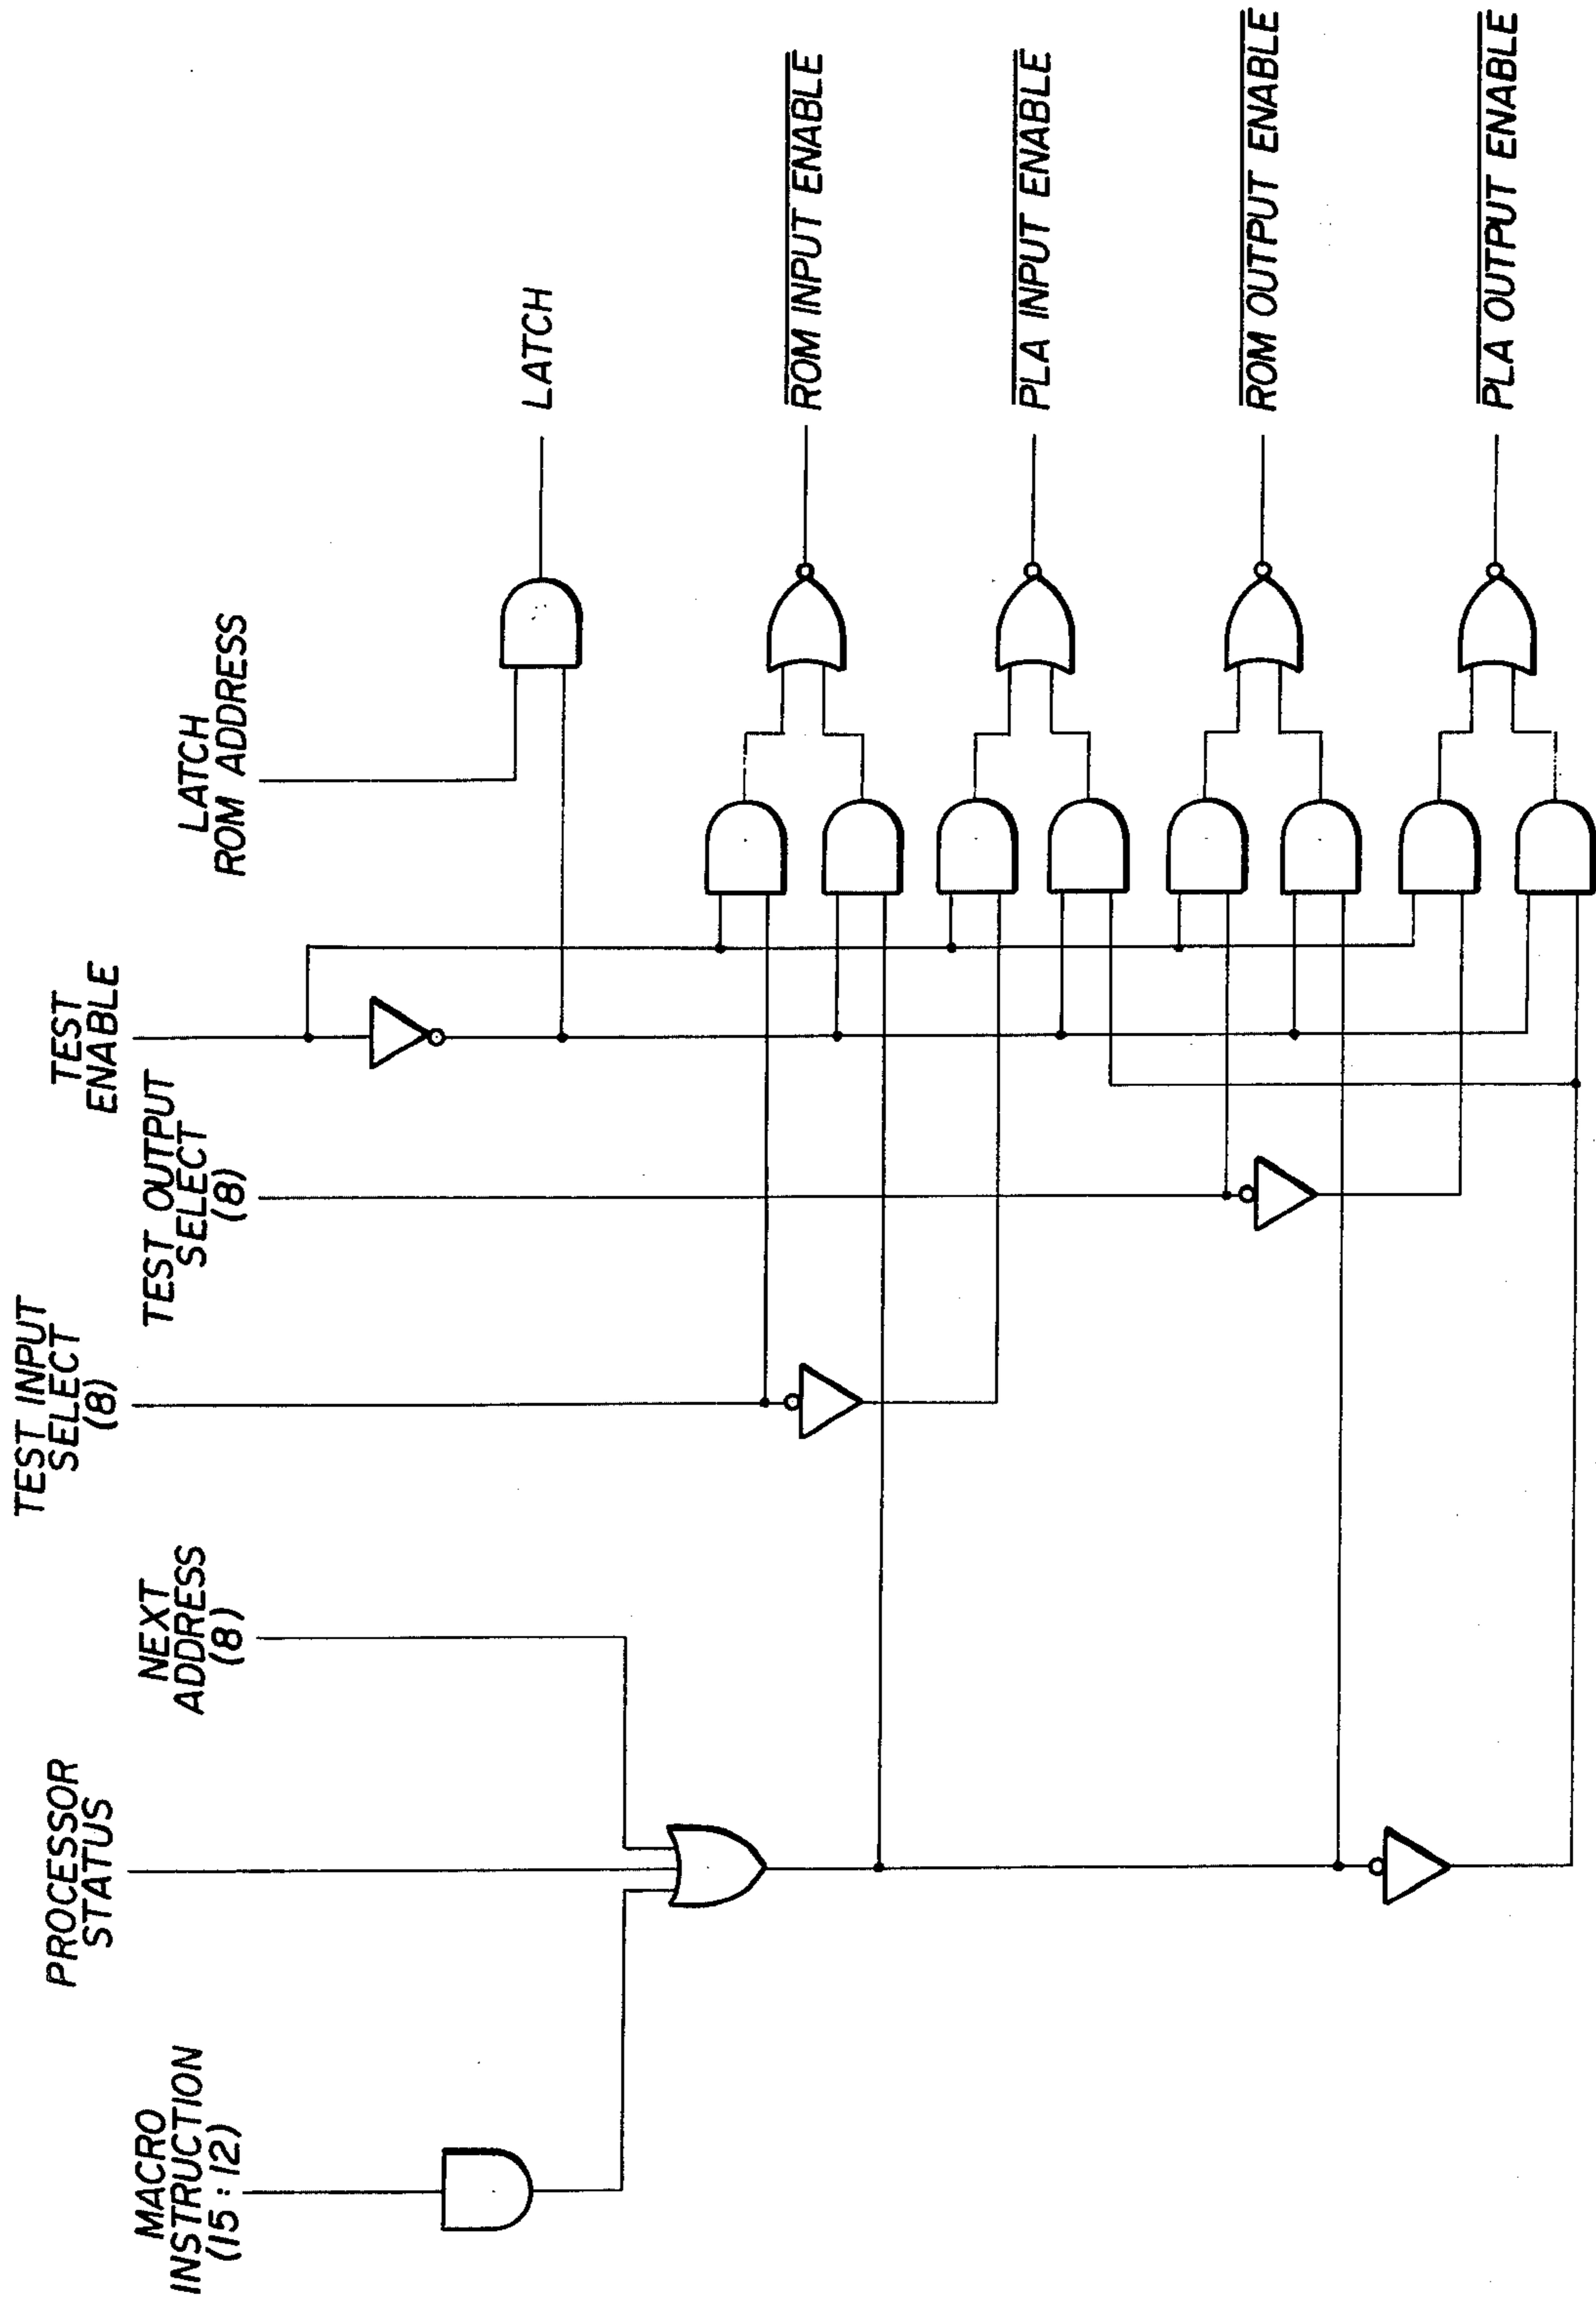 MACRO
INSTRUCTION
(15:12)
PROCESSOR
STATUS
NEXT
ADDRESS
(8)
TEST INPUT
SELECT
(8)
TEST OUTPUT
SELECT
(8)
TEST
ENABLE
LATCH
ROM ADDRESS
LATCH
ROM INPUT ENABLE
PLA INPUT ENABLE
ROM OUTPUT ENABLE
PLA OUTPUT ENABLE